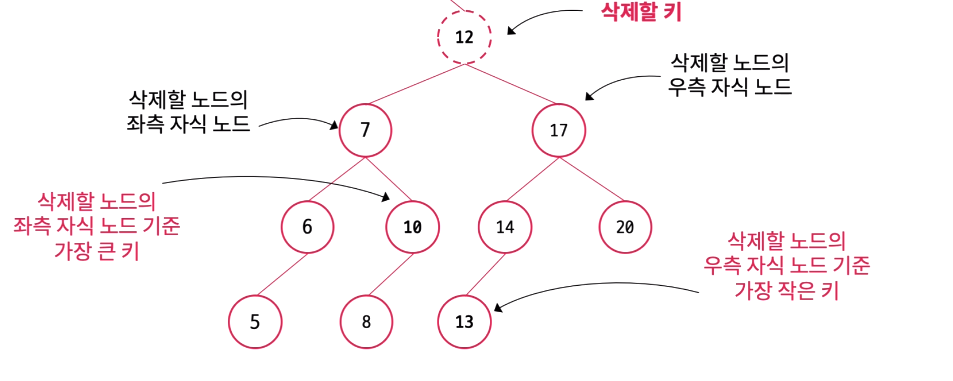 삭제할 키
12
삭제할 노드의
우측 자식 노드
삭제할 노드의
좌측 자식 노드
7
17
삭제할 노드의
좌측 자식 노드 기준
가장 큰 키
6
10
14
20
삭제할 노드의
우측 자식 노드 기준
가장 작은 키
5
8
13